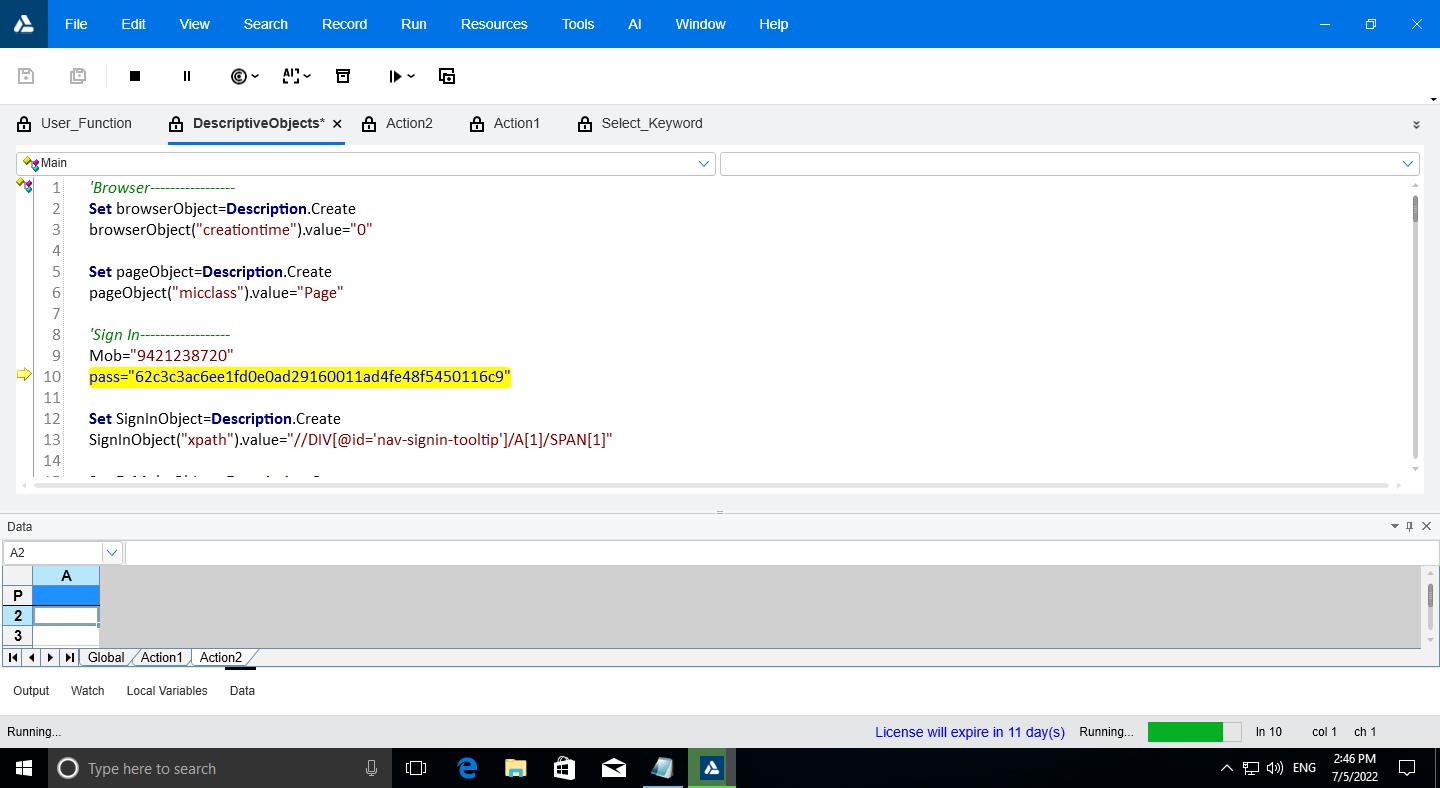 File Edit View Search Record Run Resources Tools AI Window Help
User_Function DescriptiveObjects* Action2 Action1 Select_Keyword
Main
1 'Browser-----------------
2 Set browserObject=Description.Create
3 browserObject("creationtime").value="0"
4
5 Set pageObject=Description.Create
6 pageObject("micclass").value="Page"
7
8 'Sign In------------------
9 Mob="9421238720"
10 pass="62c3c3ac6ee1fd0e0ad29160011ad4fe48f5450116c9"
11
12 Set SignInObject=Description.Create
13 SignInObject("xpath").value="//DIV[@id='nav-signin-tooltip']/A[1]/SPAN[1]"
14
Data
A2
A
P
2
3
Global Action1 Action2
Output Watch Local Variables Data
Running... License will expire in 11 day(s) Running... ln 10 col 1 ch 1
Type here to search ENG 2:46 PM
7/5/2022